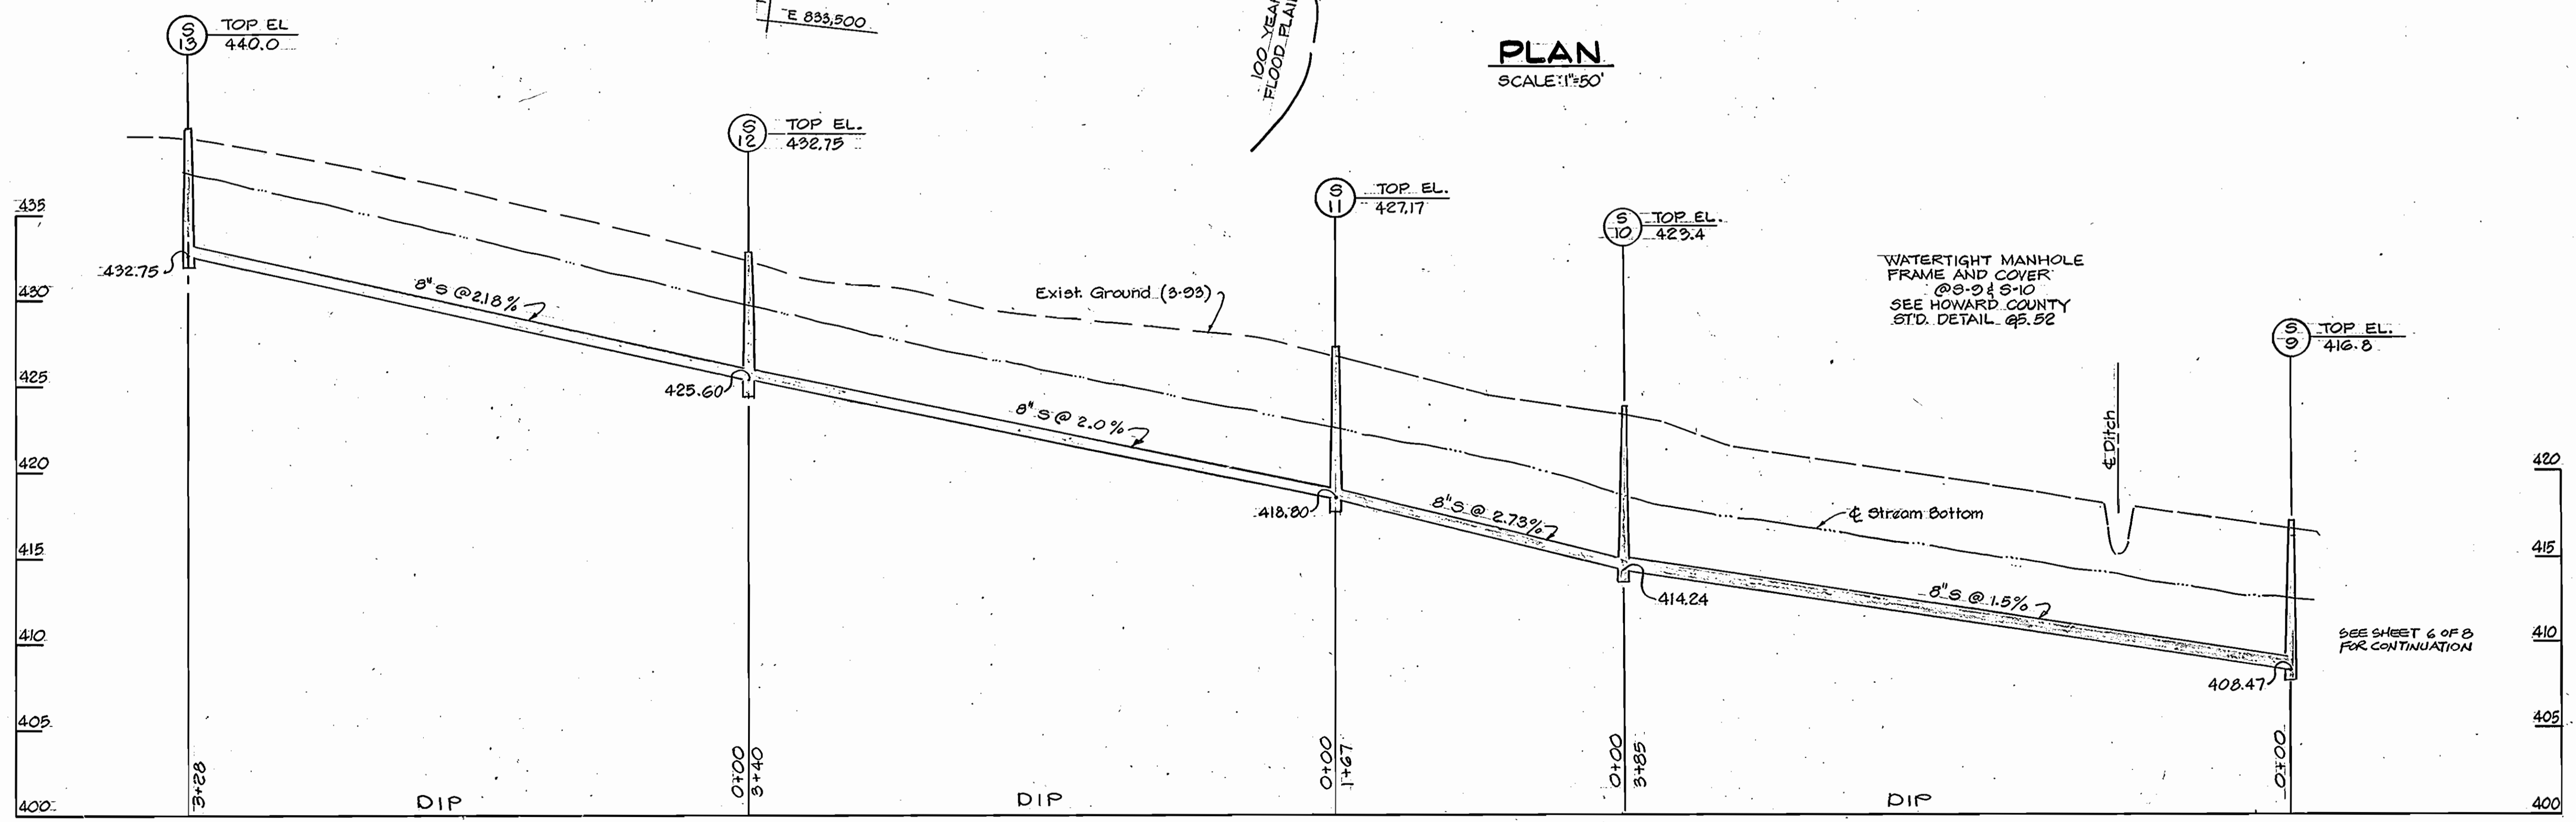 E 833,500
100 YEAR
FLOOD PLAIN
PLAN
SCALE: 1"=50'
S
13
TOP EL
440.0
S
12
TOP EL.
432.75
S
11
TOP EL.
427.17
S
10
TOP EL.
423.4
S
9
TOP EL.
416.8
WATERTIGHT MANHOLE
FRAME AND COVER
@ S-9 & S-10
SEE HOWARD COUNTY
ST'D. DETAIL G5.52
Exist. Ground (3-93)
℄ Ditch
℄ Stream Bottom
432.75
8" S @ 2.18%
425.60
8" S @ 2.0%
418.80
8" S @ 2.73%
414.24
8" S @ 1.5%
408.47
SEE SHEET 6 OF 8
FOR CONTINUATION
435
430
425
420
415
410
405
400
420
415
410
405
400
3+28
0+00
3+40
0+00
1+67
0+00
3+85
0+00
DIP
DIP
DIP